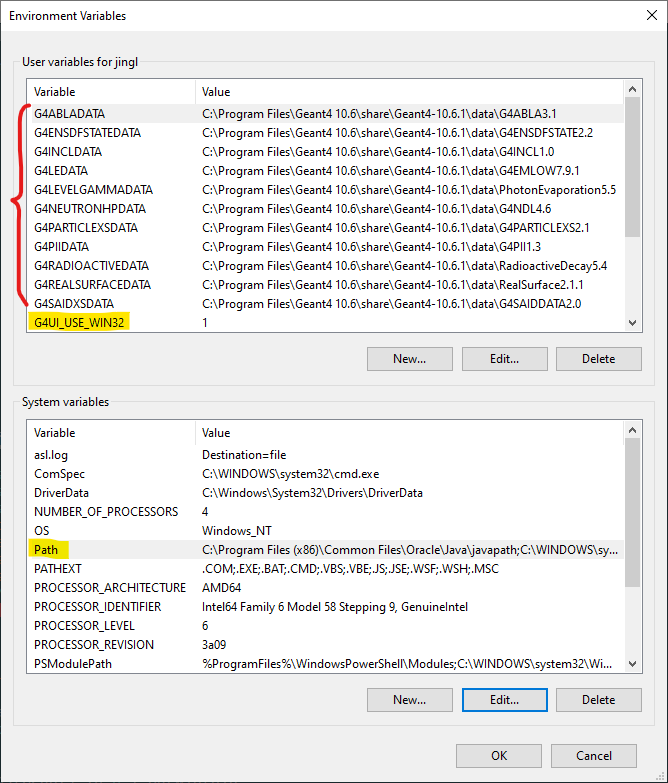 Environment Variables
User variables for jingl
Variable Value
G4ABLADATA C:\Program Files\Geant4 10.6\share\Geant4-10.6.1\data\G4ABLA3.1
G4ENSDFSTATEDATA C:\Program Files\Geant4 10.6\share\Geant4-10.6.1\data\G4ENSDFSTATE2.2
G4INCLDATA C:\Program Files\Geant4 10.6\share\Geant4-10.6.1\data\G4INCL1.0
G4LEDATA C:\Program Files\Geant4 10.6\share\Geant4-10.6.1\data\G4EMLOW7.9.1
G4LEVELGAMMADATA C:\Program Files\Geant4 10.6\share\Geant4-10.6.1\data\PhotonEvaporation5.5
G4NEUTRONHPDATA C:\Program Files\Geant4 10.6\share\Geant4-10.6.1\data\G4NDL4.6
G4PARTICLEXSDATA C:\Program Files\Geant4 10.6\share\Geant4-10.6.1\data\G4PARTICLEXS2.1
G4PIIDATA C:\Program Files\Geant4 10.6\share\Geant4-10.6.1\data\G4PII1.3
G4RADIOACTIVEDATA C:\Program Files\Geant4 10.6\share\Geant4-10.6.1\data\RadioactiveDecay5.4
G4REALSURFACEDATA C:\Program Files\Geant4 10.6\share\Geant4-10.6.1\data\RealSurface2.1.1
G4SAIDXSDATA C:\Program Files\Geant4 10.6\share\Geant4-10.6.1\data\G4SAIDDATA2.0
G4UI_USE_WIN32 1
New... Edit... Delete
System variables
Variable Value
asl.log Destination=file
ComSpec C:\WINDOWS\system32\cmd.exe
DriverData C:\Windows\System32\Drivers\DriverData
NUMBER_OF_PROCESSORS 4
OS Windows_NT
Path C:\Program Files (x86)\Common Files\Oracle\Java\javapath;C:\WINDOWS\sy...
PATHEXT .COM;.EXE;.BAT;.CMD;.VBS;.VBE;.JS;.JSE;.WSF;.WSH;.MSC
PROCESSOR_ARCHITECTURE AMD64
PROCESSOR_IDENTIFIER Intel64 Family 6 Model 58 Stepping 9, GenuineIntel
PROCESSOR_LEVEL 6
PROCESSOR_REVISION 3a09
PSModulePath %ProgramFiles%\WindowsPowerShell\Modules;C:\WINDOWS\system32\Wi...
New... Edit... Delete
OK Cancel